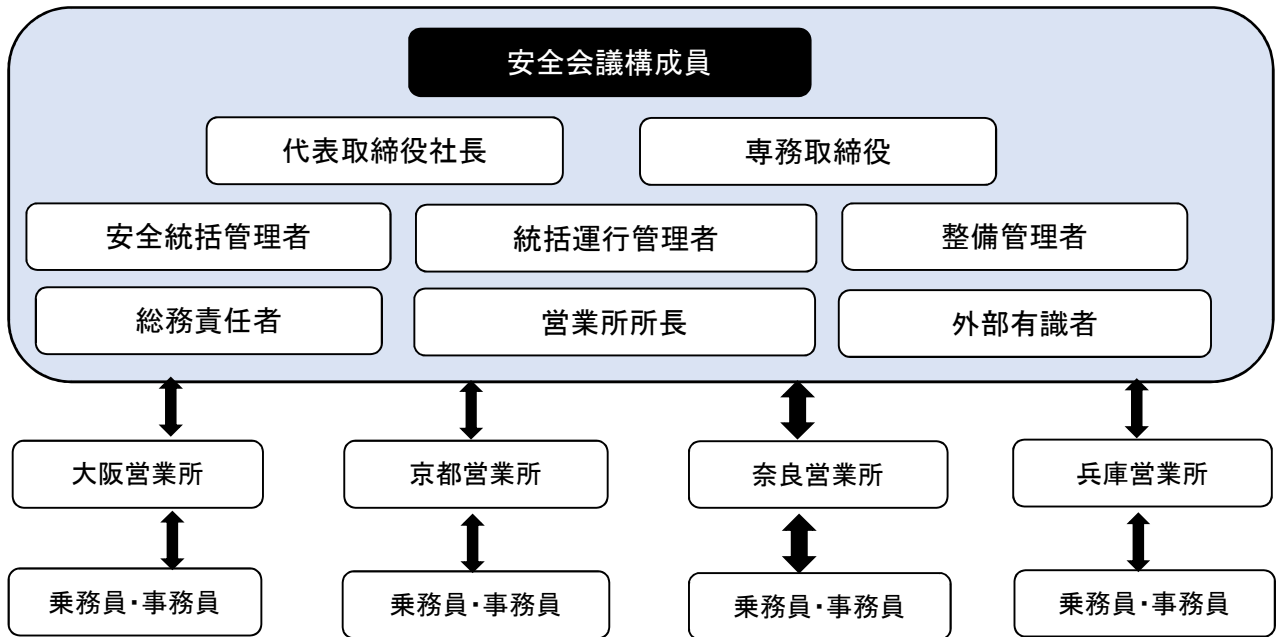 安全会議構成員
代表取締役社長
専務取締役
安全統括管理者
統括運行管理者
整備管理者
総務責任者
営業所所長
外部有識者
大阪営業所
京都営業所
奈良営業所
兵庫営業所
乗務員・事務員
乗務員・事務員
乗務員・事務員
乗務員・事務員